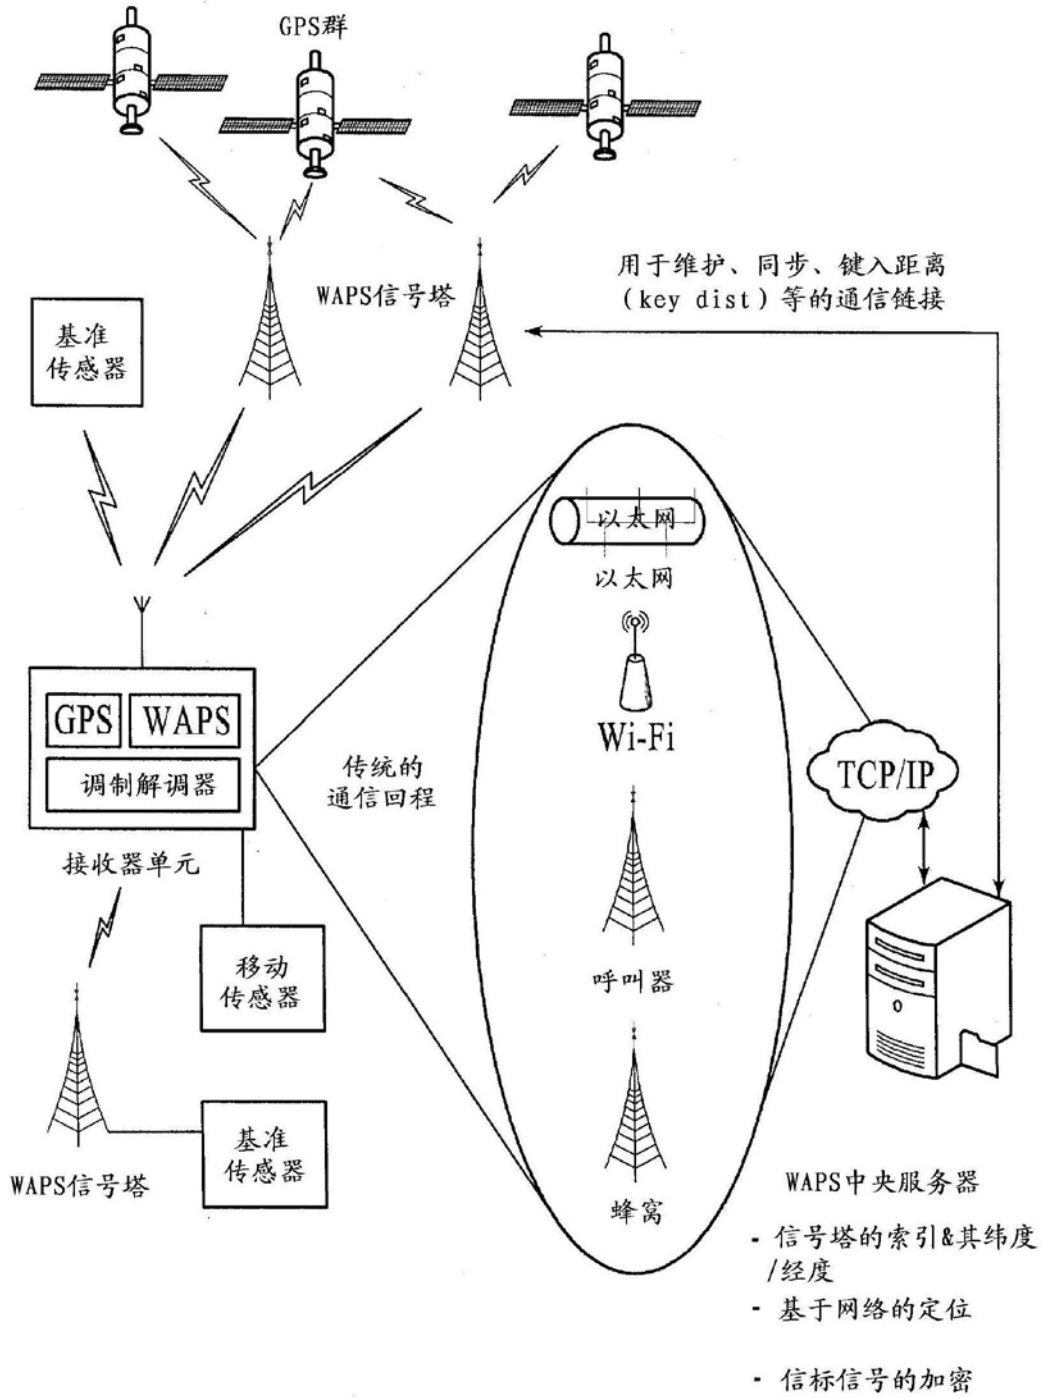 GPS群
用于维护、同步、键入距离
(key dist)等的通信链接
WAPS信号塔
基准
传感器
以太网
以太网
Wi-Fi
GPS
WAPS
调制解调器
传统的
通信回程
TCP/IP
接收器单元
移动
传感器
呼叫器
基准
传感器
WAPS信号塔
蜂窝
WAPS中央服务器
- 信号塔的索引&其纬度
/经度
- 基于网络的定位
- 信标信号的加密